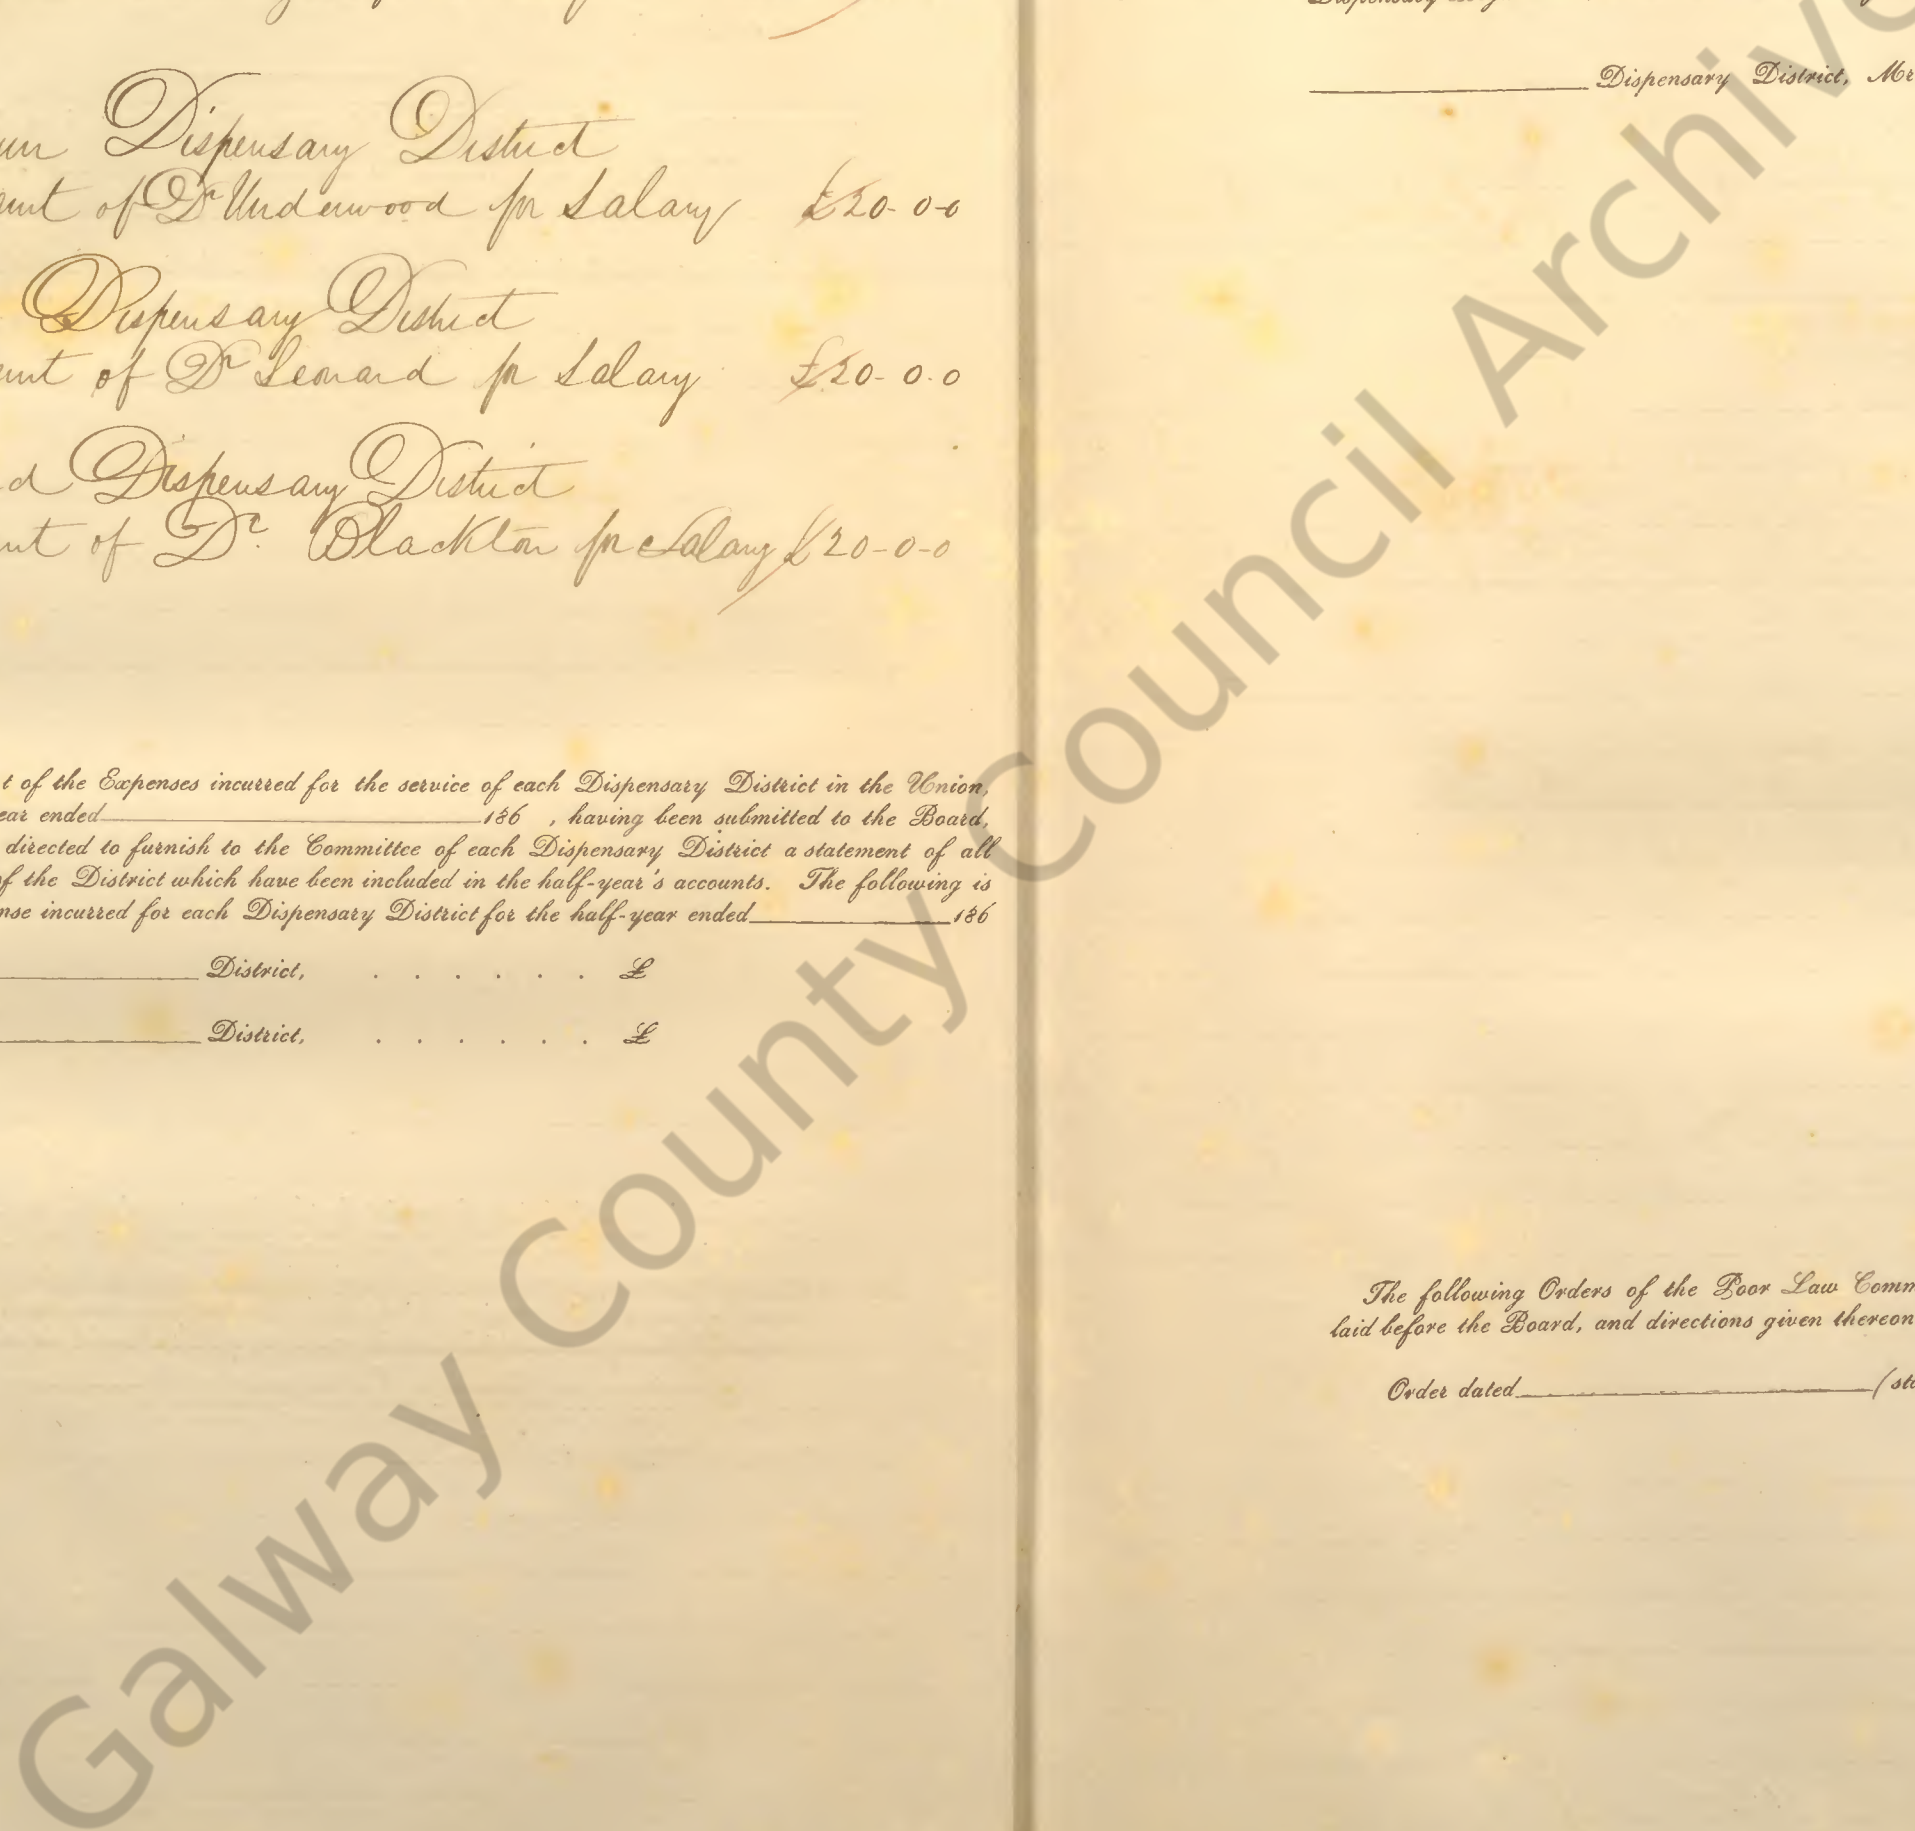 Dispensary District
of Dr Underwood for Salary £20-0-0
Dispensary District
of Dr Leonard for Salary £20-0-0
Dispensary District
of Dr. Blackton for Salary £20-0-0
t of the Expenses incurred for the service of each Dispensary District in the Union,
ear ended 186 , having been submitted to the Board,
directed to furnish to the Committee of each Dispensary District a statement of all
of the District which have been included in the half-year's accounts. The following is
nse incurred for each Dispensary District for the half-year ended 186
District, . . . . . . £
District, . . . . . . £
Dispensary District, Mr
The following Orders of the Poor Law Comm
laid before the Board, and directions given thereon
Order dated (sta
Galway County Council Archive